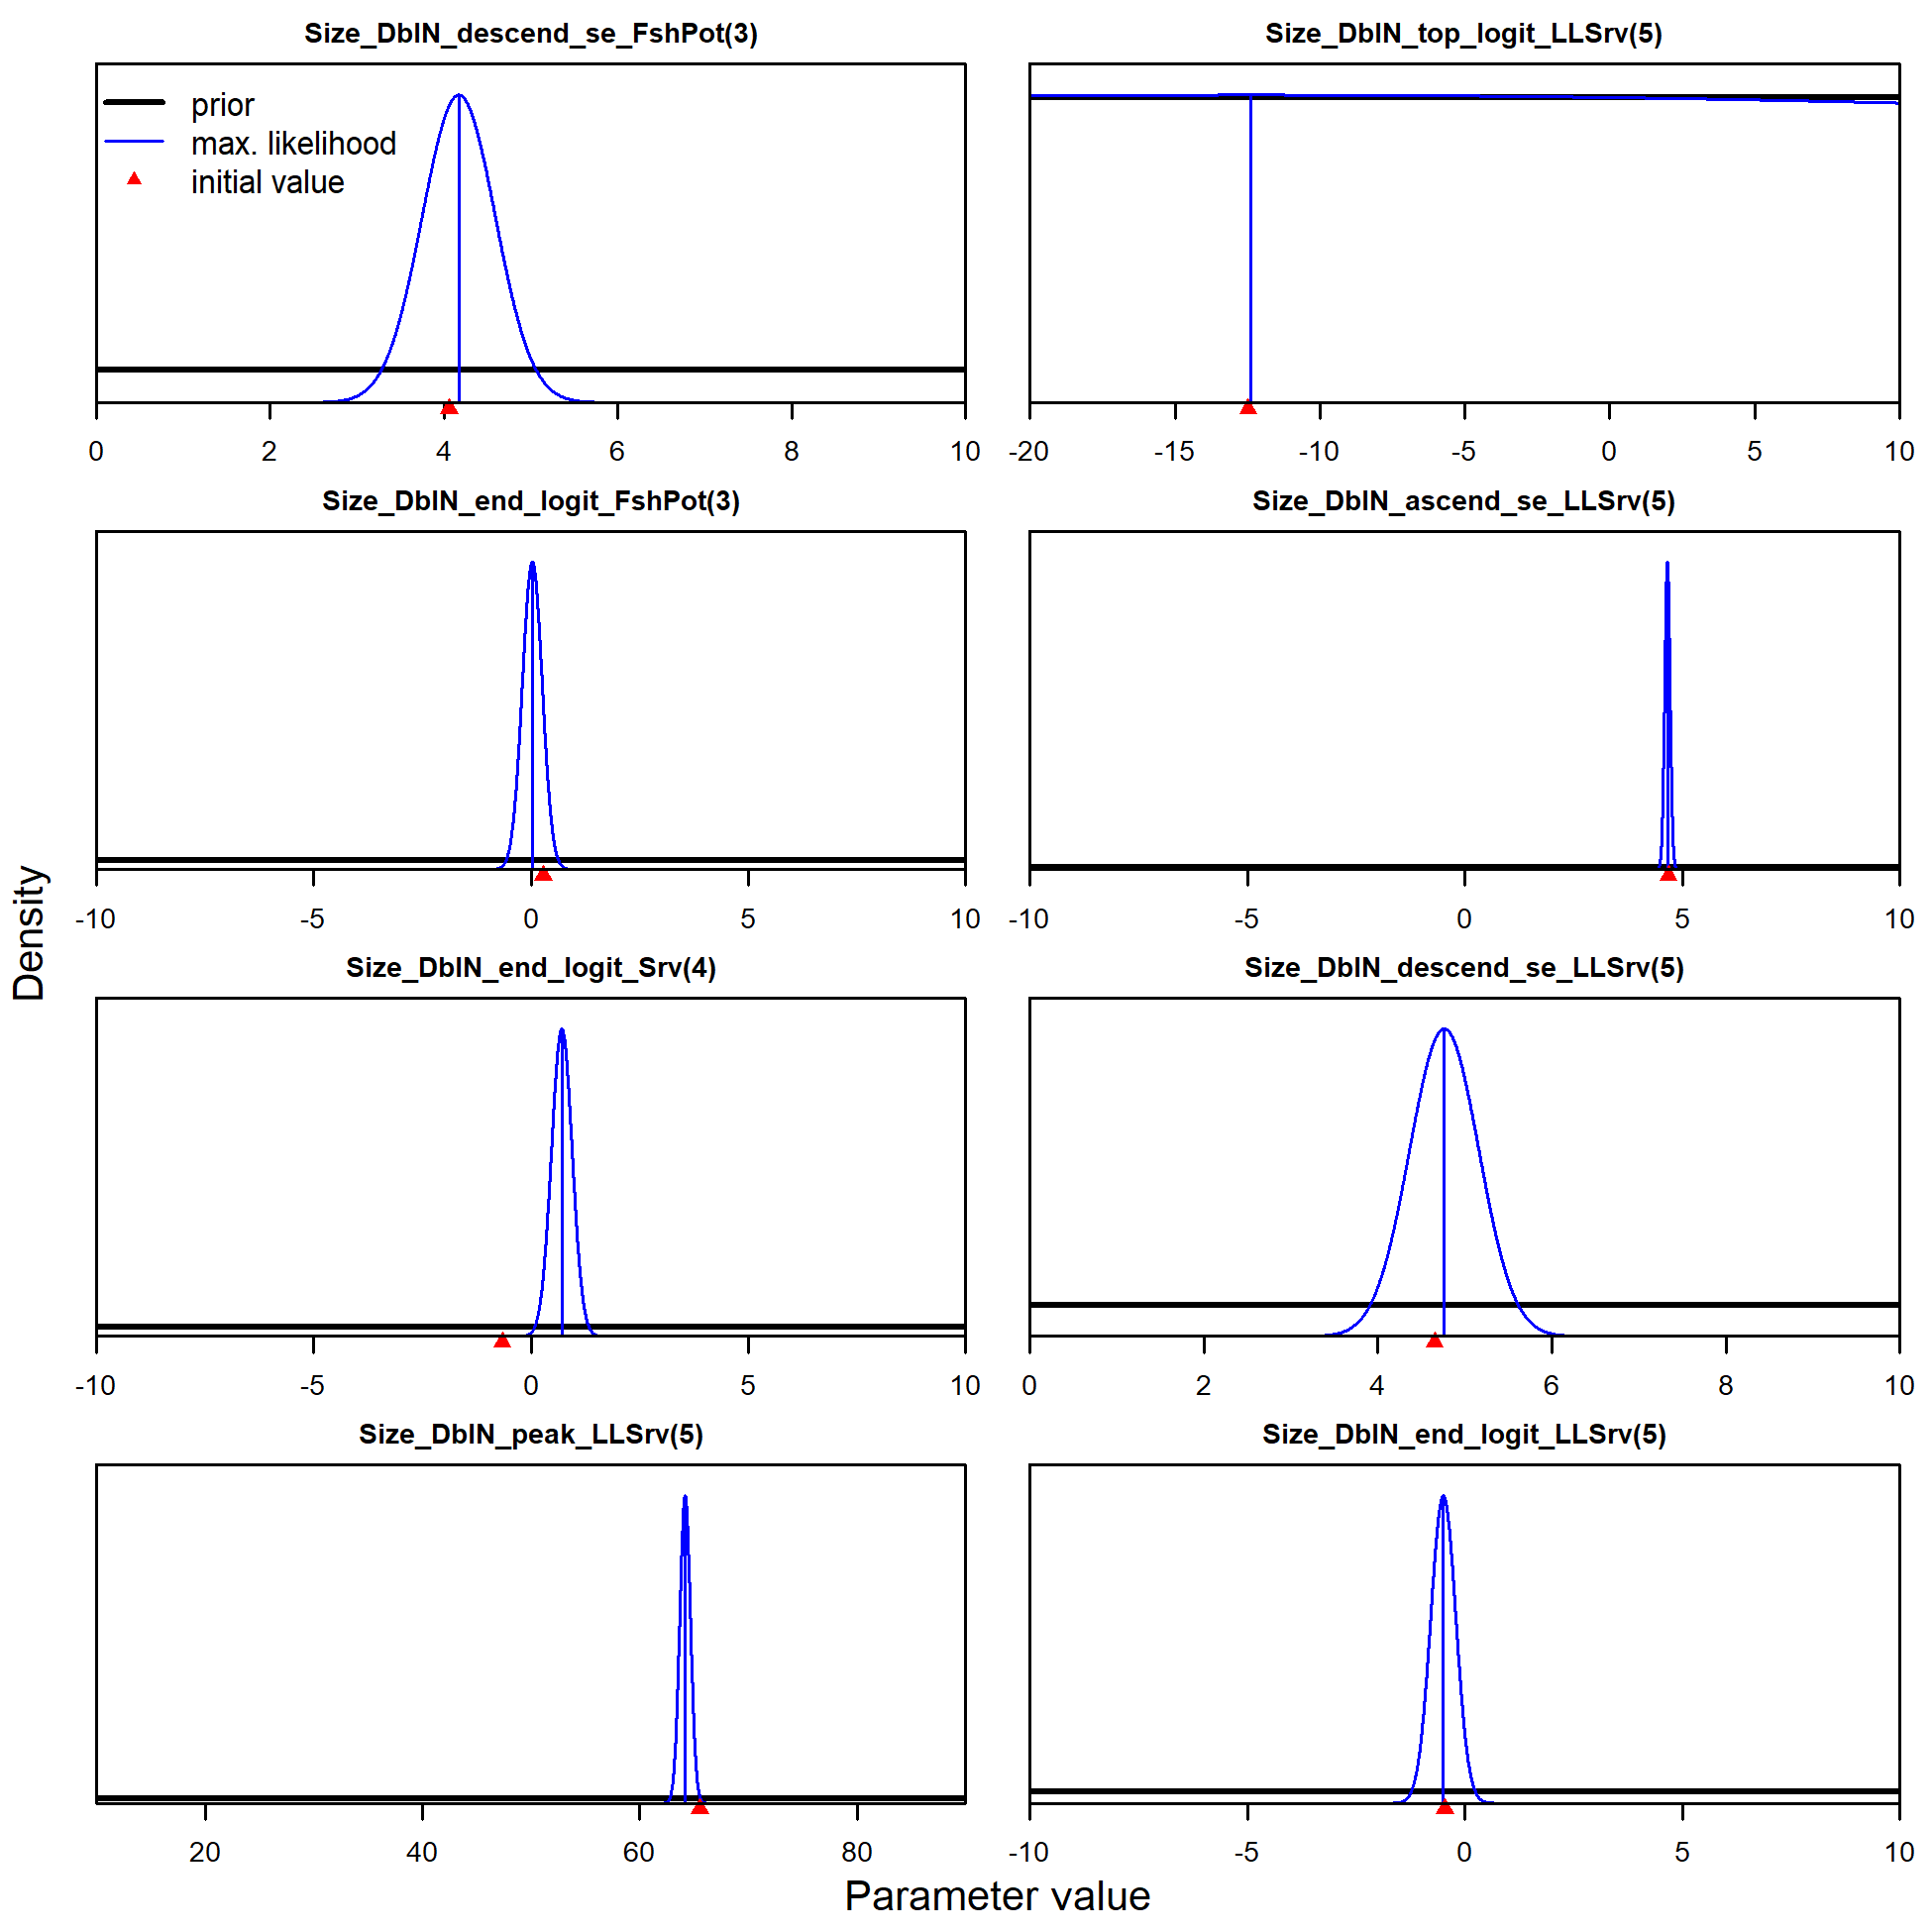 Size_DblN_descend_se_FshPot(3)
prior
max. likelihood
initial value
0 2 4 6 8 10
Size_DblN_top_logit_LLSrv(5)
-20 -15 -10 -5 0 5 10
Size_DblN_end_logit_FshPot(3)
-10 -5 0 5 10
Size_DblN_ascend_se_LLSrv(5)
-10 -5 0 5 10
Size_DblN_end_logit_Srv(4)
-10 -5 0 5 10
Size_DblN_descend_se_LLSrv(5)
0 2 4 6 8 10
Size_DblN_peak_LLSrv(5)
20 40 60 80
Size_DblN_end_logit_LLSrv(5)
-10 -5 0 5 10
Density
Parameter value